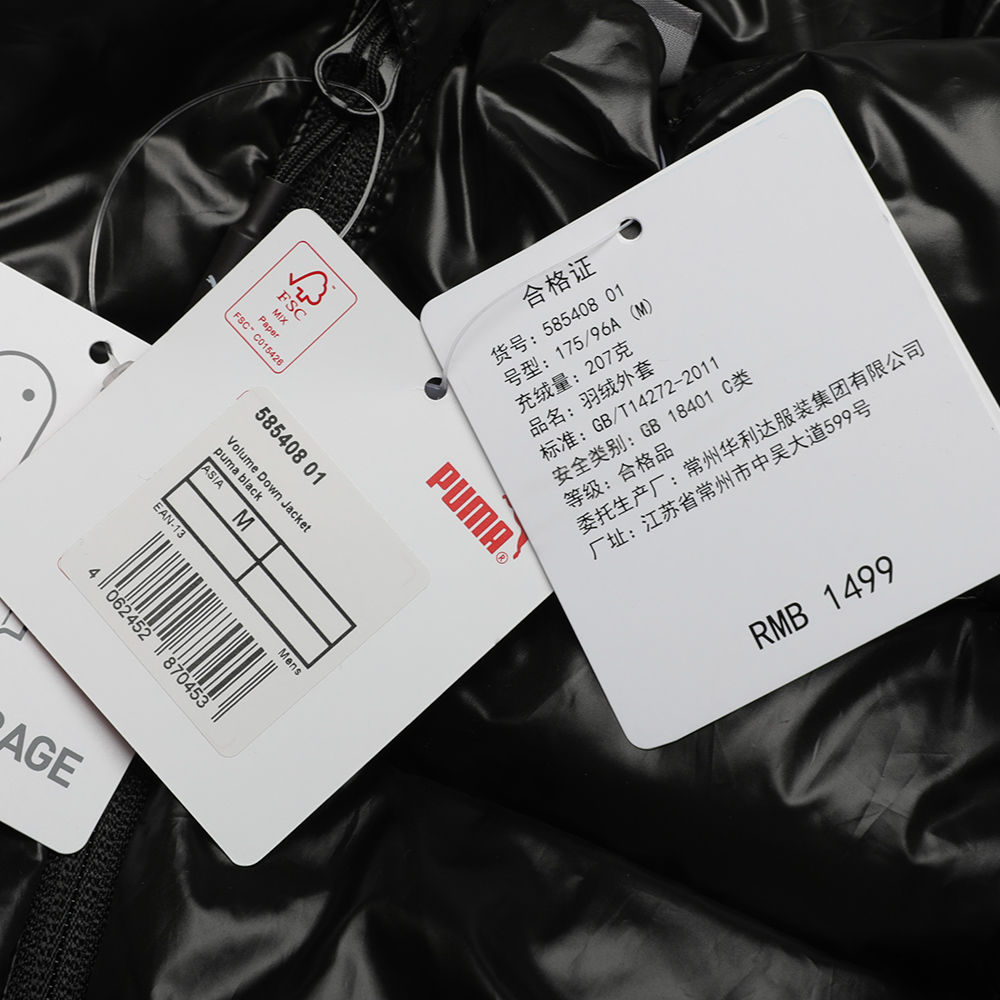 FSC
MIX
Paper
FSC™ C015426
585408 01
Volume Down Jacket
puma black
ASIA
M
EAN-13
Mens
4 062452 870453
PUMA®
合格证
货号：585408 01
号型：175/96A (M)
充绒量：207克
品名：羽绒外套
标准：GB/T14272-2011
安全类别：GB 18401 C类
等级：合格品
委托生产厂：常州华利达服装集团有限公司
厂址：江苏省常州市中吴大道599号
RMB 1499